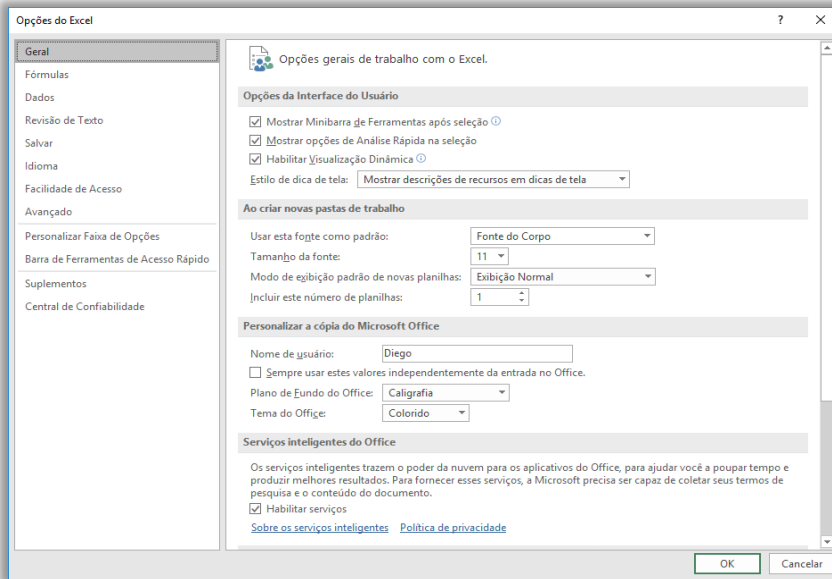 Opções do Excel
?
Geral
Fórmulas
Dados
Revisão de Texto
Salvar
Idioma
Facilidade de Acesso
Avançado
Personalizar Faixa de Opções
Barra de Ferramentas de Acesso Rápido
Suplementos
Central de Confiabilidade
Opções gerais de trabalho com o Excel.
Opções da Interface do Usuário
Mostrar Minibarra de Ferramentas após seleção
Mostrar opções de Análise Rápida na seleção
Habilitar Visualização Dinâmica
Estilo de dica de tela: Mostrar descrições de recursos em dicas de tela
Ao criar novas pastas de trabalho
Usar esta fonte como padrão: Fonte do Corpo
Tamanho da fonte: 11
Modo de exibição padrão de novas planilhas: Exibição Normal
Incluir este número de planilhas: 1
Personalizar a cópia do Microsoft Office
Nome de usuário: Diego
Sempre usar estes valores independentemente da entrada no Office.
Plano de Fundo do Office: Caligrafia
Tema do Office: Colorido
Serviços inteligentes do Office
Os serviços inteligentes trazem o poder da nuvem para os aplicativos do Office, para ajudar você a poupar tempo e
produzir melhores resultados. Para fornecer esses serviços, a Microsoft precisa ser capaz de coletar seus termos de
pesquisa e o conteúdo do documento.
Habilitar serviços
Sobre os serviços inteligentes Política de privacidade
OK Cancelar